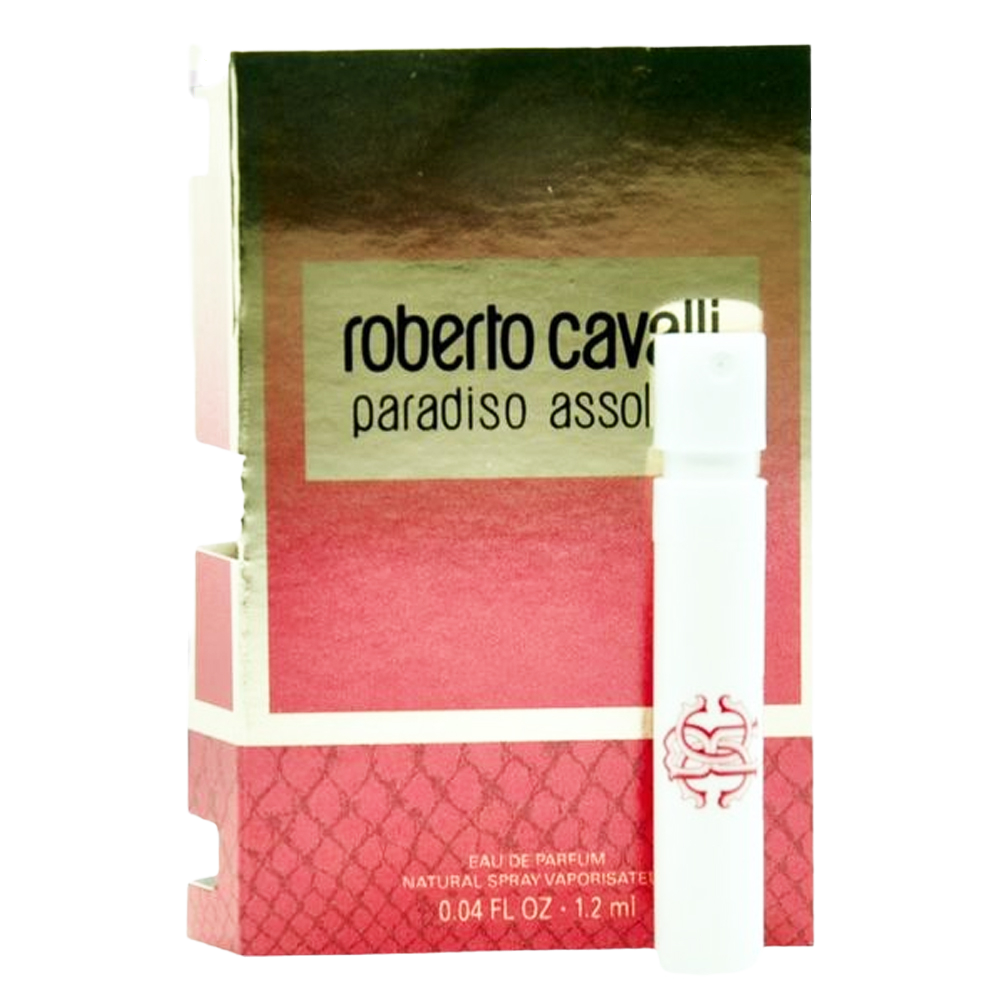 roberto cavalli
paradiso assol
EAU DE PARFUM
NATURAL SPRAY VAPORISATEU
0.04 FL OZ · 1.2 ml